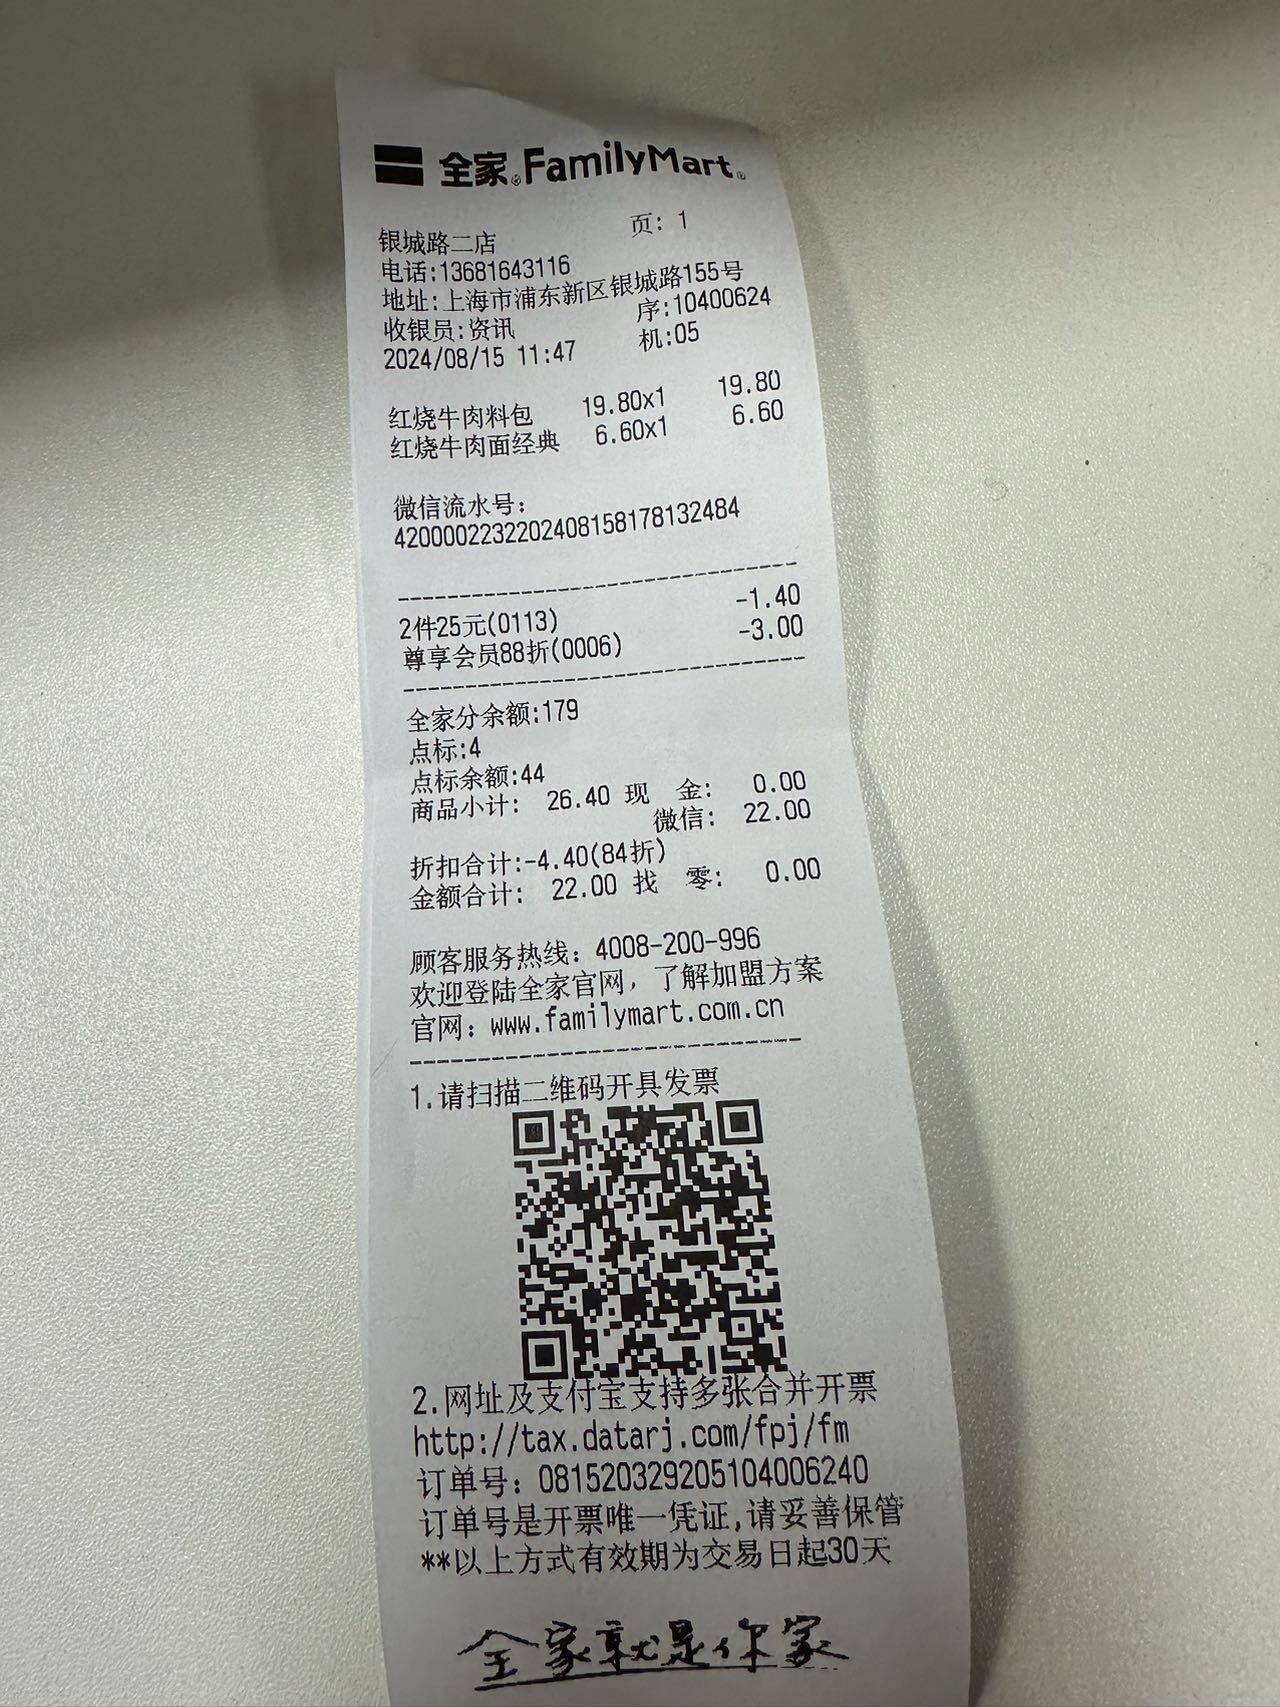 全家 FamilyMart
页: 1
银城路二店
电话:13681643116
地址:上海市浦东新区银城路155号
收银员:资讯 序:10400624
2024/08/15 11:47 机:05
红烧牛肉料包 19.80x1 19.80
红烧牛肉面经典 6.60x1 6.60
微信流水号:
4200002232202408158178132484
2件25元(0113) -1.40
尊享会员88折(0006) -3.00
全家分余额:179
点标:4
点标余额:44
商品小计: 26.40 现 金: 0.00
微信: 22.00
折扣合计:-4.40(84折)
金额合计: 22.00 找 零: 0.00
顾客服务热线: 4008-200-996
欢迎登陆全家官网,了解加盟方案
官网: www.familymart.com.cn
1.请扫描二维码开具发票
2.网址及支付宝支持多张合并开票
http://tax.datarj.com/fpj/fm
订单号: 081520329205104006240
订单号是开票唯一凭证,请妥善保管
**以上方式有效期为交易日起30天
全家就是你家